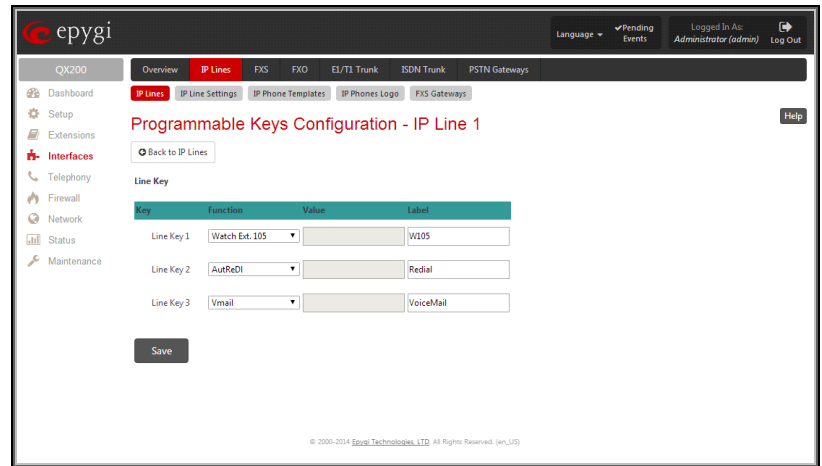 epygi
Language
Pending Events
Logged In As:
Administrator (admin)
Log Out
QX200
Overview IP Lines FXS FXO E1/T1 Trunk ISDN Trunk PSTN Gateways
Dashboard
Setup
Extensions
Interfaces
Telephony
Firewall
Network
Status
Maintenance
IP Lines IP Line Settings IP Phone Templates IP Phones Logo FXS Gateways
Help
Programmable Keys Configuration - IP Line 1
Back to IP Lines
Line Key
Key Function Value Label
Line Key 1 Watch Ext. 105 W105
Line Key 2 AutReDl Redial
Line Key 3 Vmail VoiceMail
Save
© 2000-2014 Epygi Technologies, LTD. All Rights Reserved. (en_US)